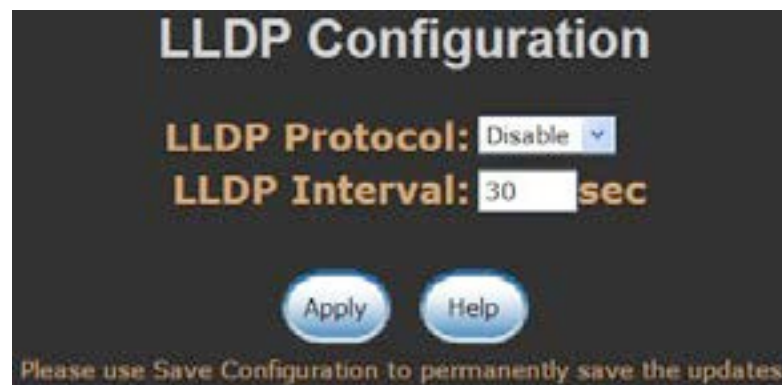 LLDP Configuration
LLDP Protocol: Disable
LLDP Interval: 30 sec
Apply Help
Please use Save Configuration to permanently save the updates